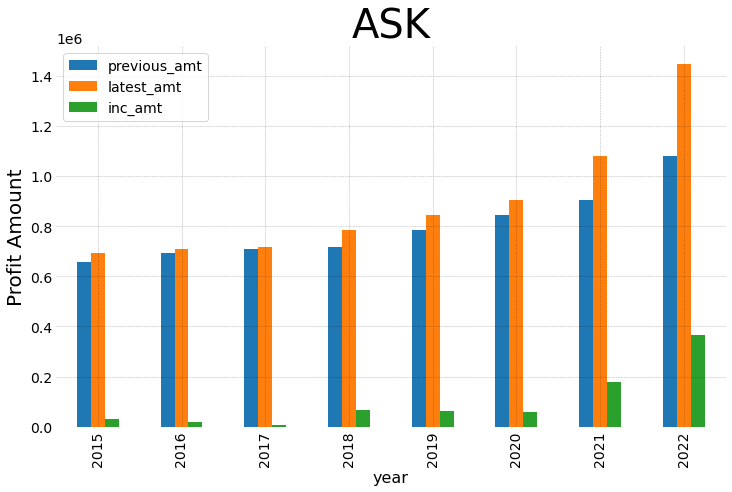 ASK
1e6
previous_amt
latest_amt
inc_amt
1.4
1.2
1.0
0.8
0.6
0.4
0.2
0.0
Profit Amount
2015
2016
2017
2018
2019
2020
2021
2022
year